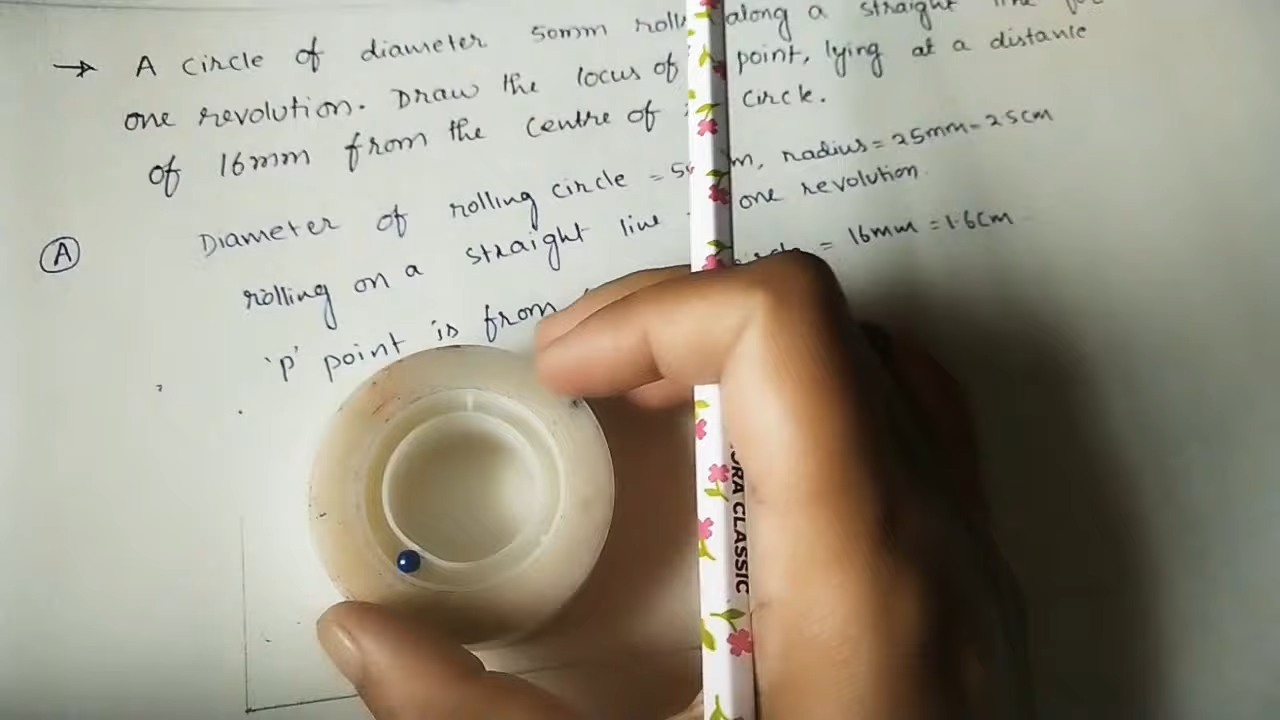 → A circle of diameter 50mm roll along a straight
one revolution. Draw the locus of point, lying at a distance
of 16mm from the centre of circle.
A Diameter of rolling circle = 5 m, radius = 25mm = 2.5cm
rolling on a straight line one revolution.
'P' point is from = 16mm = 1.6cm
ORA CLASSIC